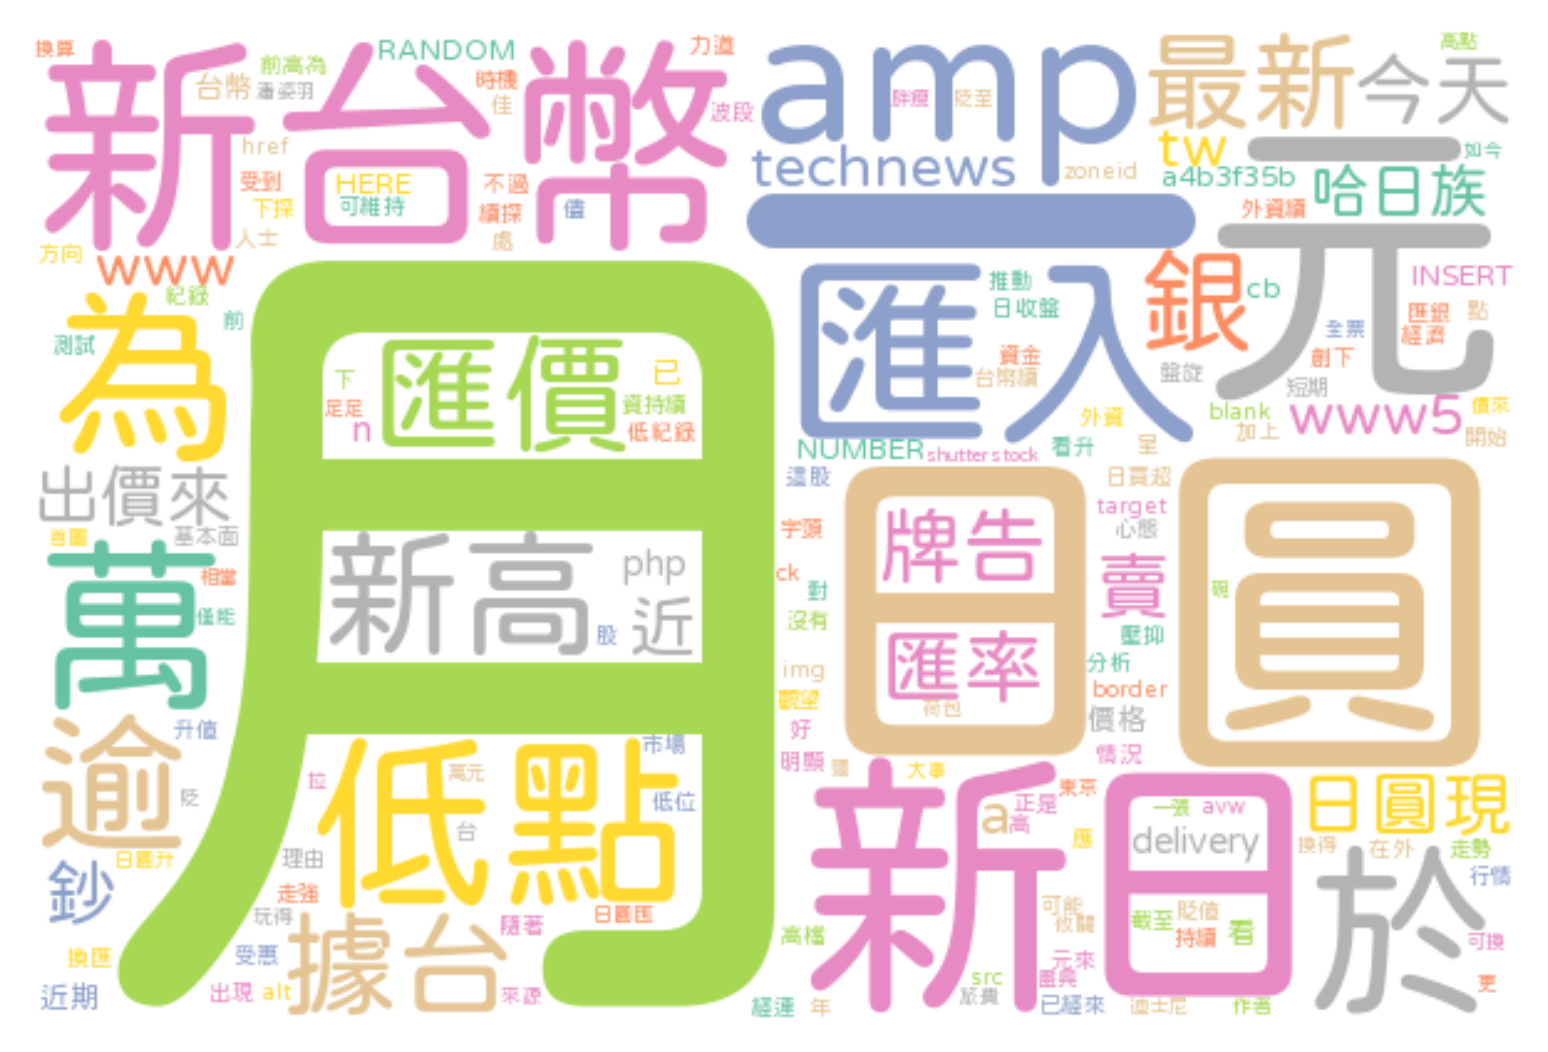 換算
新台幣
前高為
RANDOM
力道
台幣
潘姿羽
時機
佳
波段
href
受到
HERE
不過
下探
可維持
續探
儘
人士
處
方向
www
amp
胖瘦
貶至
technews
zoneid
最新
今天
高點
tw
如今
a4b3f35b
哈日族
外資續
元
紀錄
為
前
測試
月
下
匯價
已
足足
資持續
n
低紀錄
一
匯入
推動
日收盤
資金
台幣續
銀
cb
INSERT
匯銀
點
全票
經濟
創下
盤旋
短期
外資
blank
www5
價來
加上
開始
NUMBER
shutterstock
看升
呈
出價來
首圖
基本面
萬
相當
僅能
新高
php
股
近
這股
日買超
字頭
日圓
牌告
target
心態
ck
對
賣
碗
沒有
匯率
壓抑
分析
img
border
觀望
荷包
價格
好
情況
明顯
大事
逾
升值
貶
日圓升
鈔
拉
低點
萬元
市場
低位
台
理由
走強
日圓匯
玩得
據台
隨著
換匯
受惠
近期
出現
alt
來源
新日
a
正是
高
東京
一張
avw
應
delivery
日圓現
換得
在外
走勢
於
行情
可能
攸關
截至
貶值
看
持續
高檔
元來
可換
src
慶典
旅費
更
經連
年
已經來
迪士尼
作者